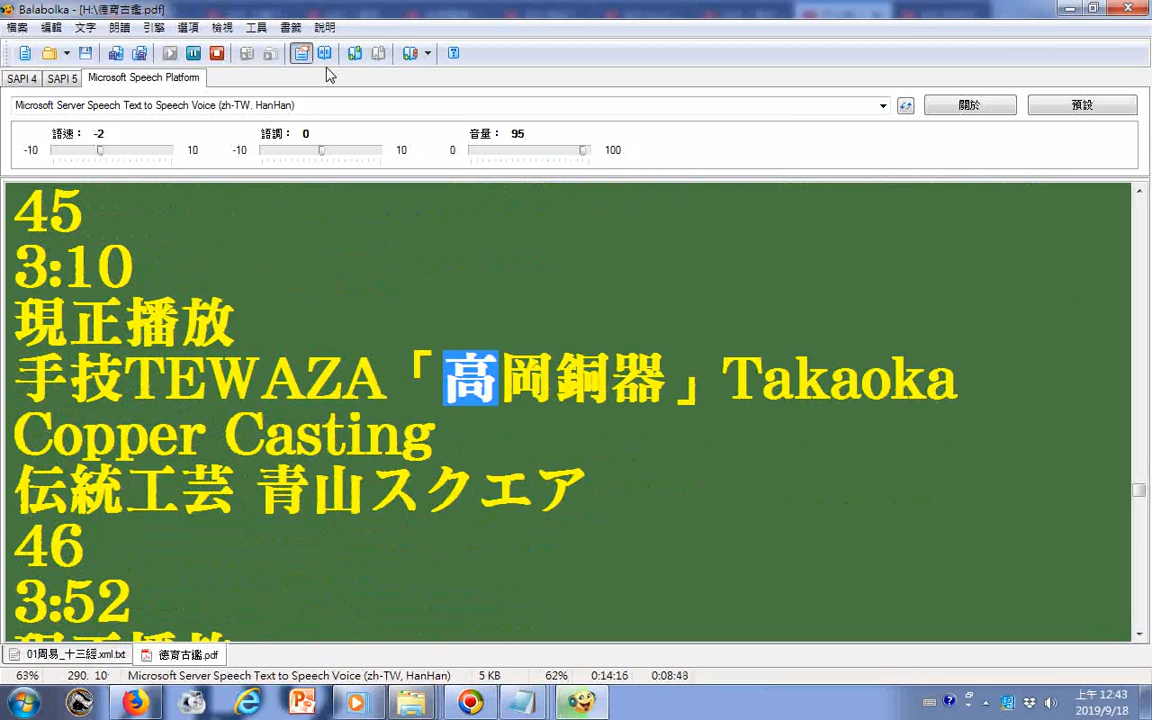 Balabolka - [H:\德育古鑑.pdf]
檔案 編輯 文字 朗讀 引擎 選項 檢視 工具 書籤 說明
SAPI 4 SAPI 5 Microsoft Speech Platform
Microsoft Server Speech Text to Speech Voice (zh-TW, HanHan) 關於 預設
語速： -2 語調： 0 音量： 95
-10 10 -10 10 0 100
45
3:10
現正播放
手技TEWAZA「高岡銅器」Takaoka
Copper Casting
伝統工芸 青山スクエア
46
3:52
現正播放
01周易_十三經.xml.txt 德育古鑑.pdf
63% 290. 10 Microsoft Server Speech Text to Speech Voice (zh-TW, HanHan) 5 KB 62% 0:14:16 0:08:43
上午 12:43
2019/9/18